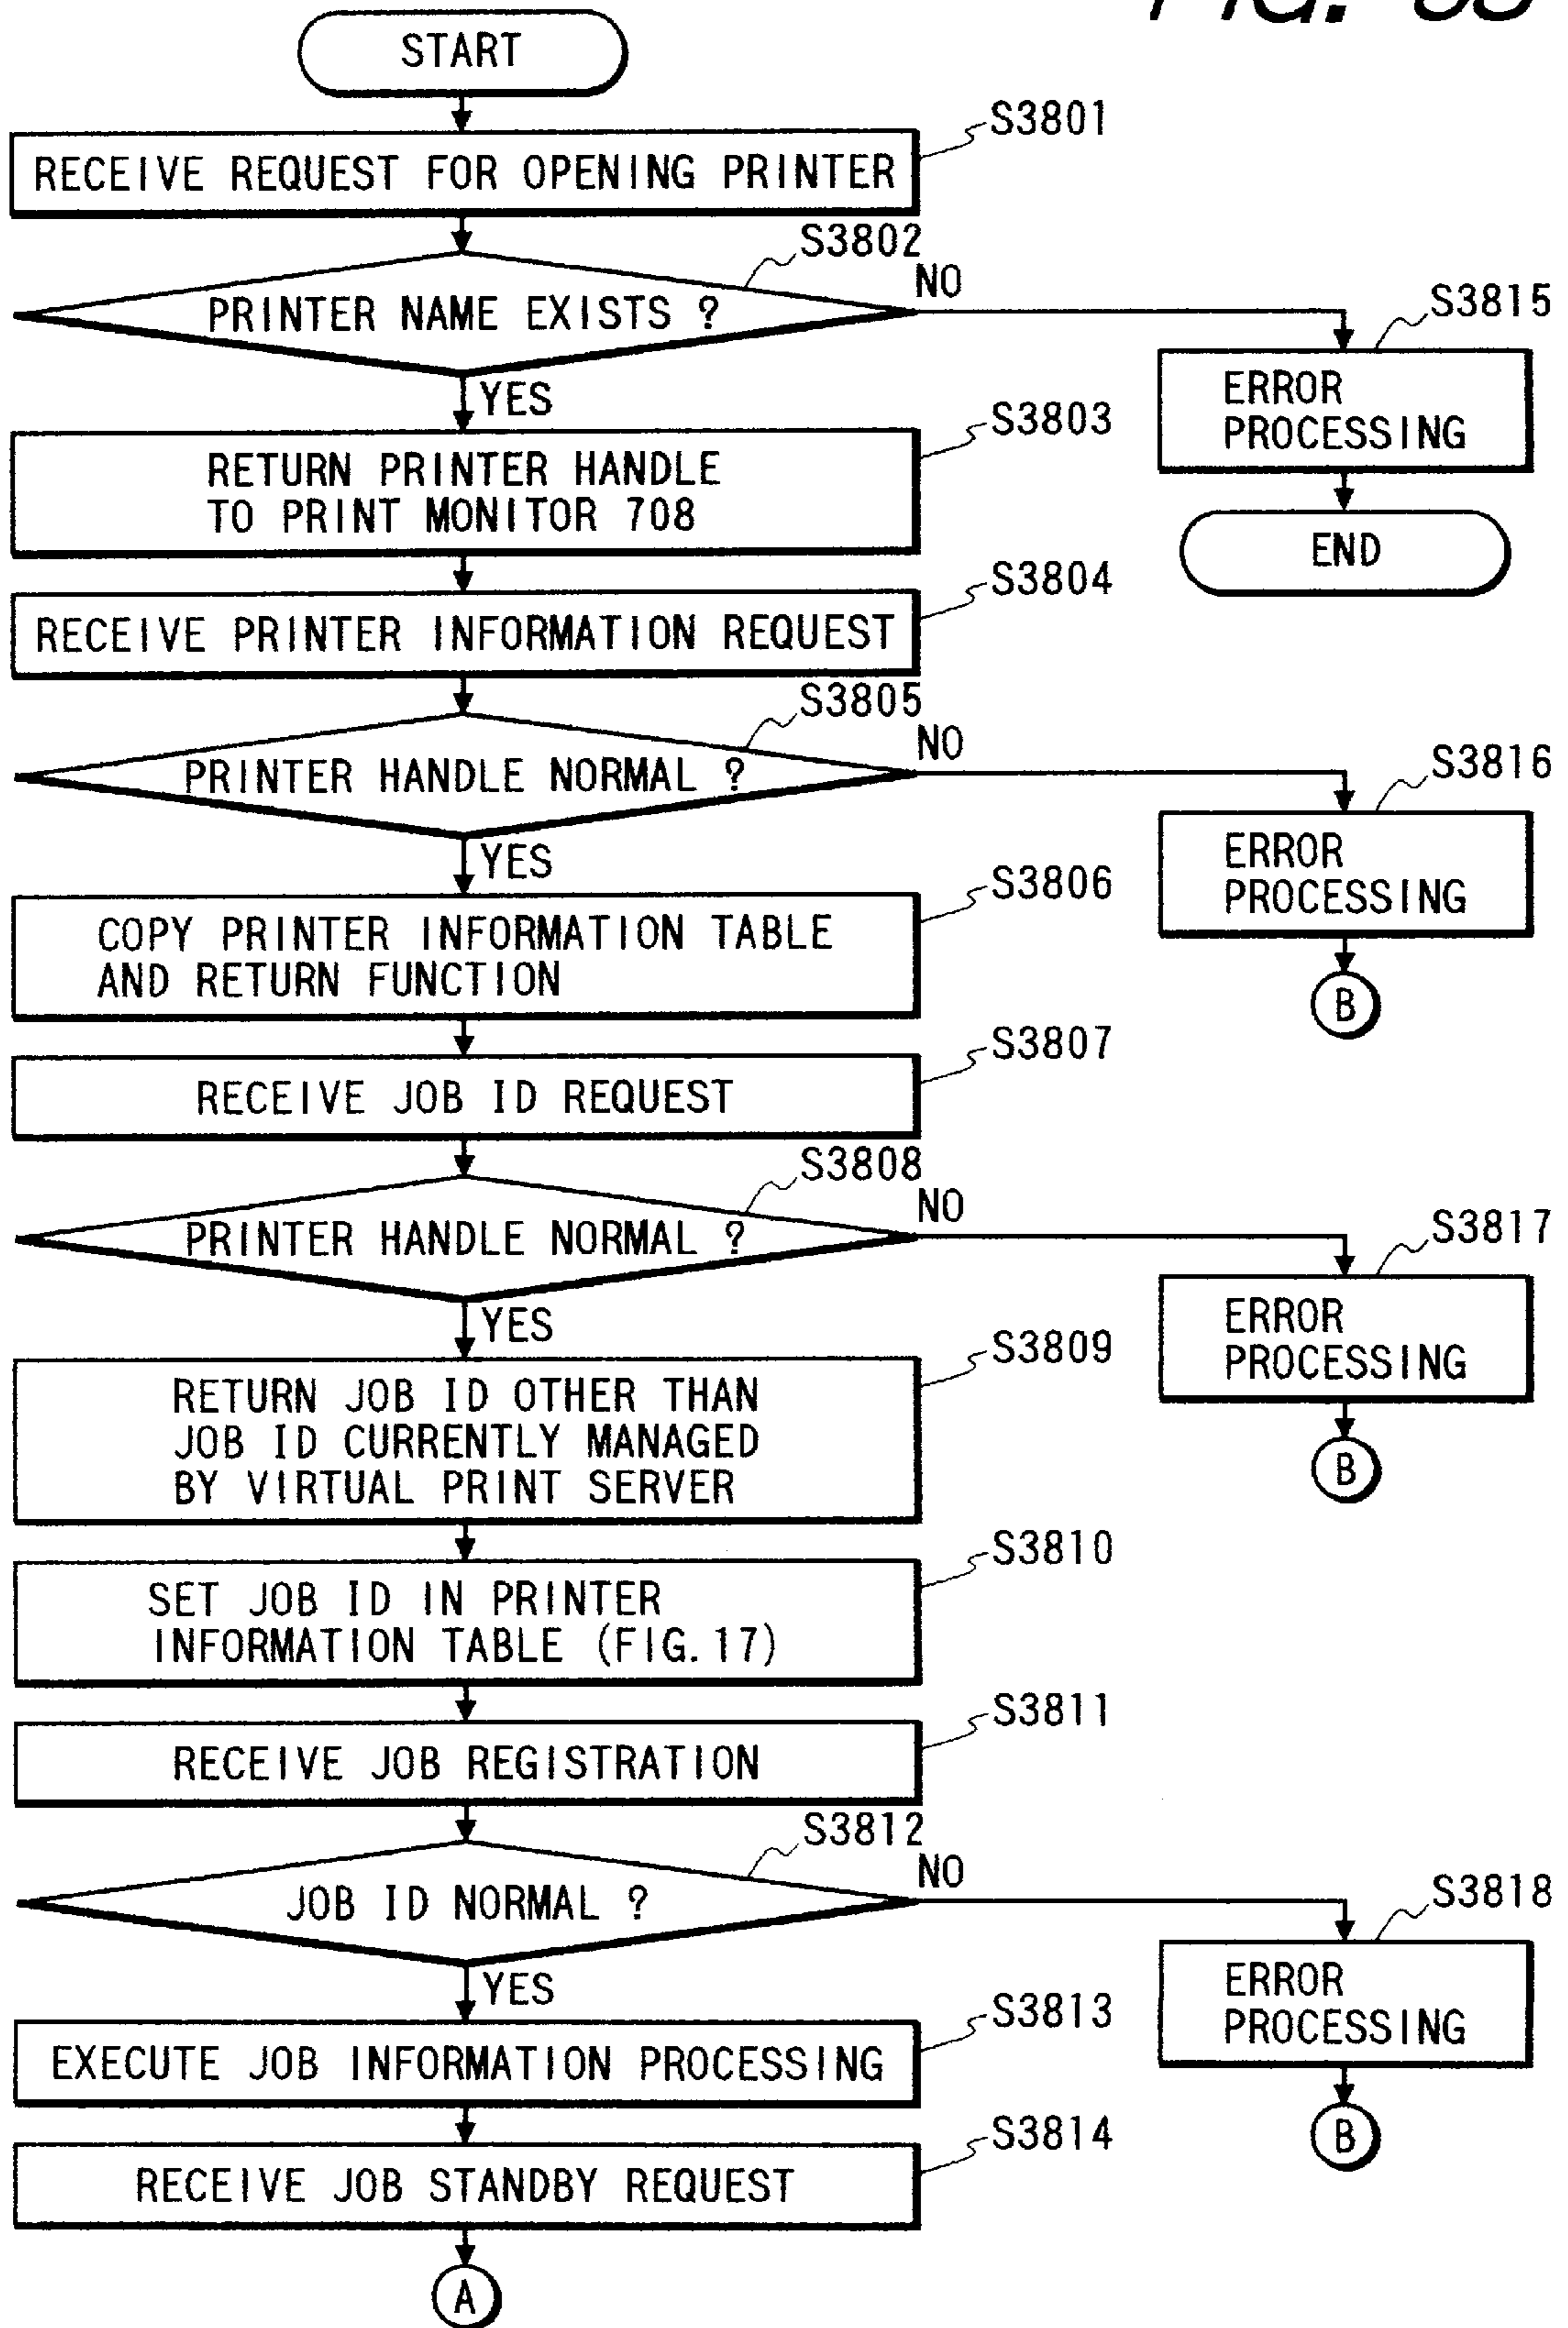 START
S3801
RECEIVE REQUEST FOR OPENING PRINTER
S3802
PRINTER NAME EXISTS ?
NO
S3815
ERROR
PROCESSING
END
YES
S3803
RETURN PRINTER HANDLE
TO PRINT MONITOR 708
S3804
RECEIVE PRINTER INFORMATION REQUEST
S3805
PRINTER HANDLE NORMAL ?
NO
S3816
ERROR
PROCESSING
B
YES
S3806
COPY PRINTER INFORMATION TABLE
AND RETURN FUNCTION
S3807
RECEIVE JOB ID REQUEST
S3808
PRINTER HANDLE NORMAL ?
NO
S3817
ERROR
PROCESSING
B
YES
S3809
RETURN JOB ID OTHER THAN
JOB ID CURRENTLY MANAGED
BY VIRTUAL PRINT SERVER
S3810
SET JOB ID IN PRINTER
INFORMATION TABLE (FIG. 17)
S3811
RECEIVE JOB REGISTRATION
S3812
JOB ID NORMAL ?
NO
S3818
ERROR
PROCESSING
B
YES
S3813
EXECUTE JOB INFORMATION PROCESSING
S3814
RECEIVE JOB STANDBY REQUEST
A
FIG.